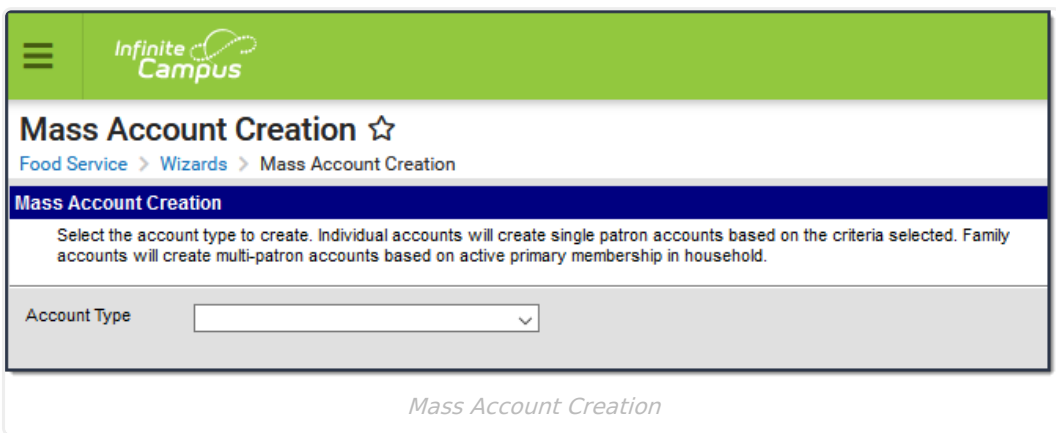 Infinite
Campus
Mass Account Creation
Food Service > Wizards > Mass Account Creation
Mass Account Creation
Select the account type to create. Individual accounts will create single patron accounts based on the criteria selected. Family
accounts will create multi-patron accounts based on active primary membership in household.
Account Type
Mass Account Creation